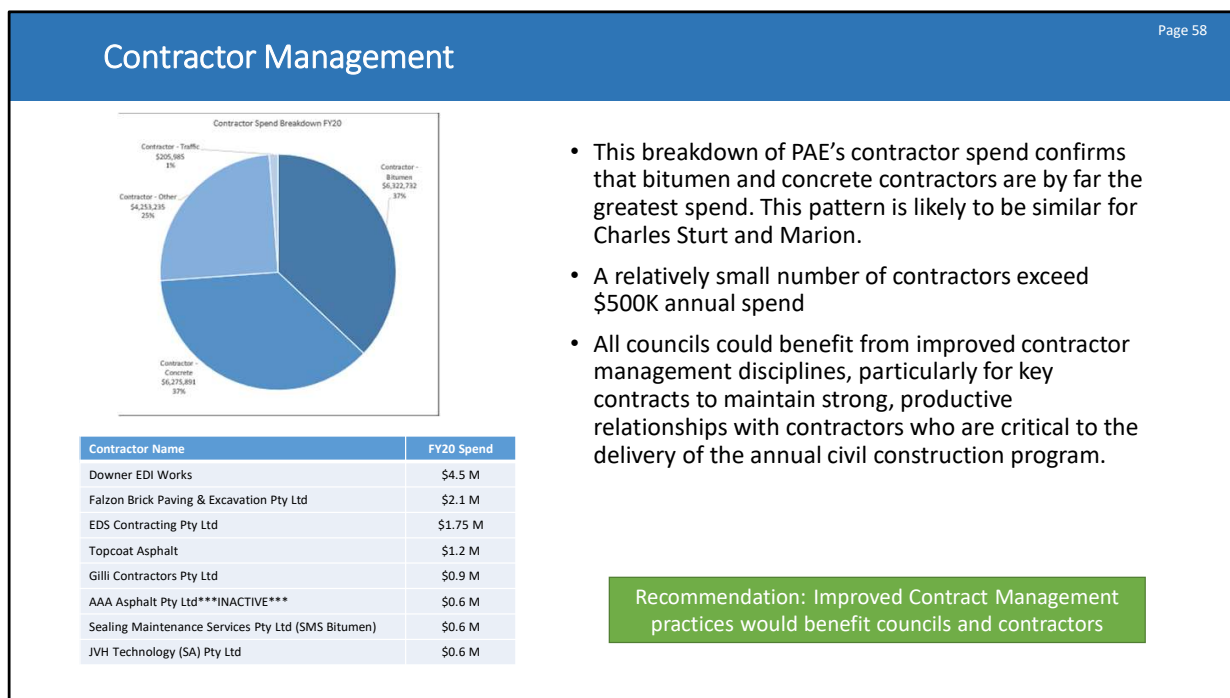 Page 58
Contractor Management
Contractor Spend Breakdown FY20
Contractor - Traffic
$205,985
1%
Contractor -
Bitumen
$6,322,732
37%
Contractor - Other
$4,253,235
25%
Contractor -
Concrete
$6,275,891
37%
Contractor Name FY20 Spend
Downer EDI Works $4.5 M
Falzon Brick Paving & Excavation Pty Ltd $2.1 M
EDS Contracting Pty Ltd $1.75 M
Topcoat Asphalt $1.2 M
Gilli Contractors Pty Ltd $0.9 M
AAA Asphalt Pty Ltd***INACTIVE*** $0.6 M
Sealing Maintenance Services Pty Ltd (SMS Bitumen) $0.6 M
JVH Technology (SA) Pty Ltd $0.6 M
• This breakdown of PAE’s contractor spend confirms
that bitumen and concrete contractors are by far the
greatest spend. This pattern is likely to be similar for
Charles Sturt and Marion.
• A relatively small number of contractors exceed
$500K annual spend
• All councils could benefit from improved contractor
management disciplines, particularly for key
contracts to maintain strong, productive
relationships with contractors who are critical to the
delivery of the annual civil construction program.
Recommendation: Improved Contract Management
practices would benefit councils and contractors